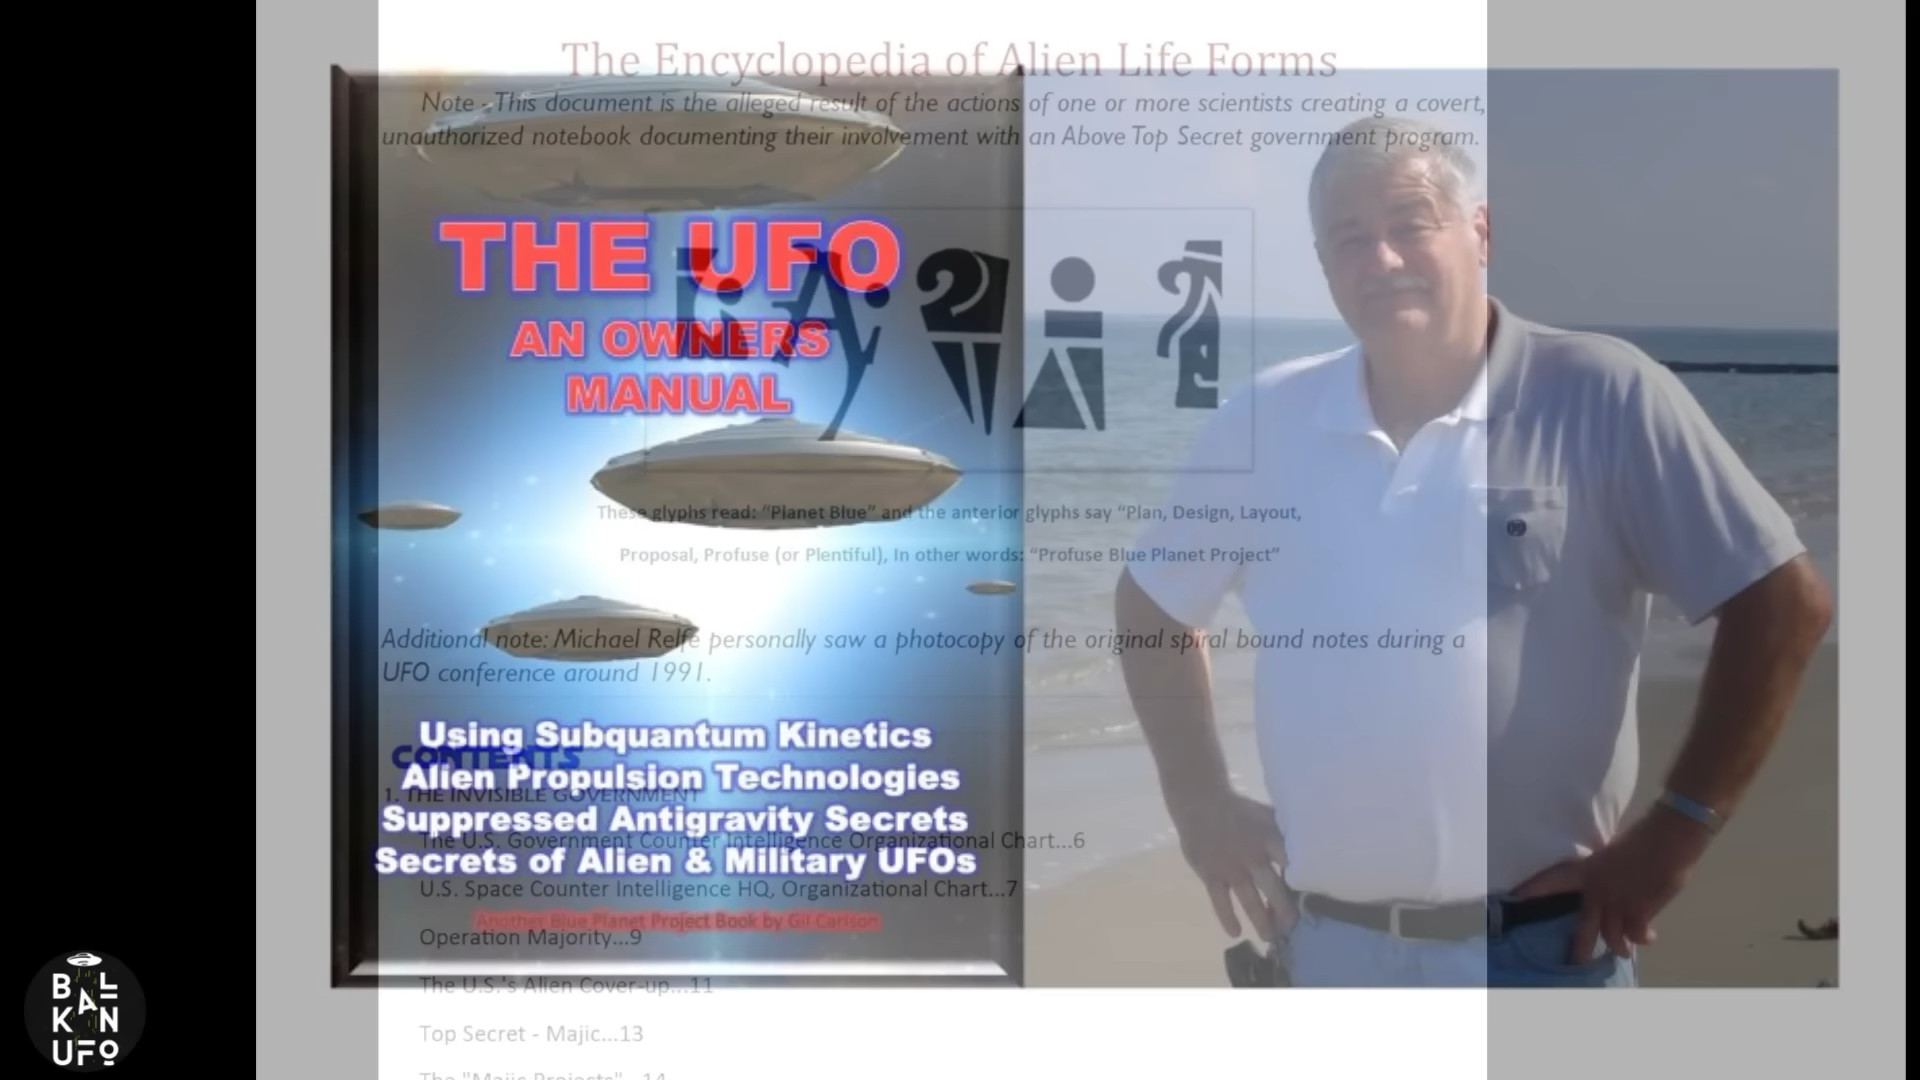 The Encyclopedia of Alien Life Forms
Note - This document is the alleged result of the actions of one or more scientists creating a covert,
unauthorized notebook documenting their involvement with an Above Top Secret government program.
THE UFO
AN OWNERS
MANUAL
These glyphs read: “Planet Blue” and the anterior glyphs say “Plan, Design, Layout,
Proposal, Profuse (or Plentiful), In other words: “Profuse Blue Planet Project”
Additional note: Michael Relfe personally saw a photocopy of the original spiral bound notes during a
UFO conference around 1991.
Using Subquantum Kinetics
CONTENTS
Alien Propulsion Technologies
1. THE INVISIBLE GOVERNMENT
Suppressed Antigravity Secrets
The U.S. Government Counter Intelligence Organizational Chart...6
Secrets of Alien & Military UFOs
U.S. Space Counter Intelligence HQ, Organizational Chart...7
Another Blue Planet Project Book by Gil Carlson
Operation Majority...9
The U.S.'s Alien Cover-up...11
Top Secret - Majic...13
The "Majic Projects"...14
BALKAN UFO